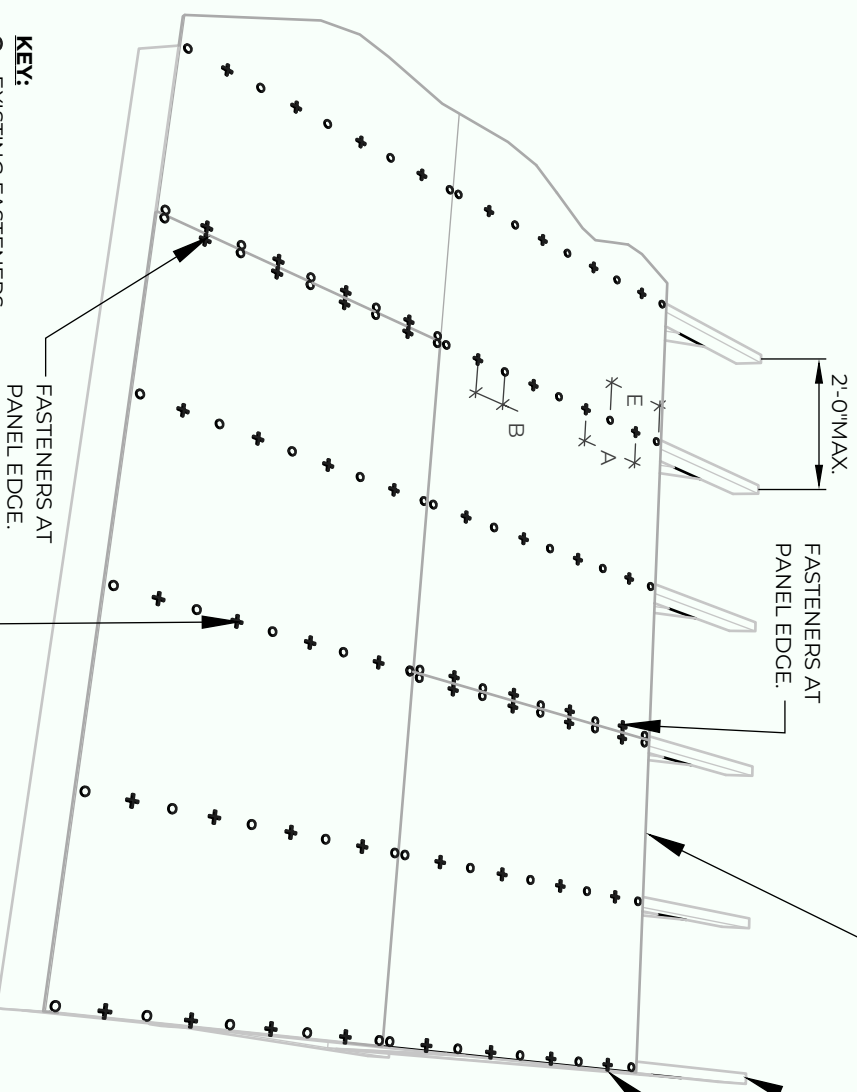 2'-0"MAX.
FASTENERS AT
PANEL EDGE.
E
A
B
FASTENERS AT
PANEL EDGE.
KEY:
EXISTING FASTENERS